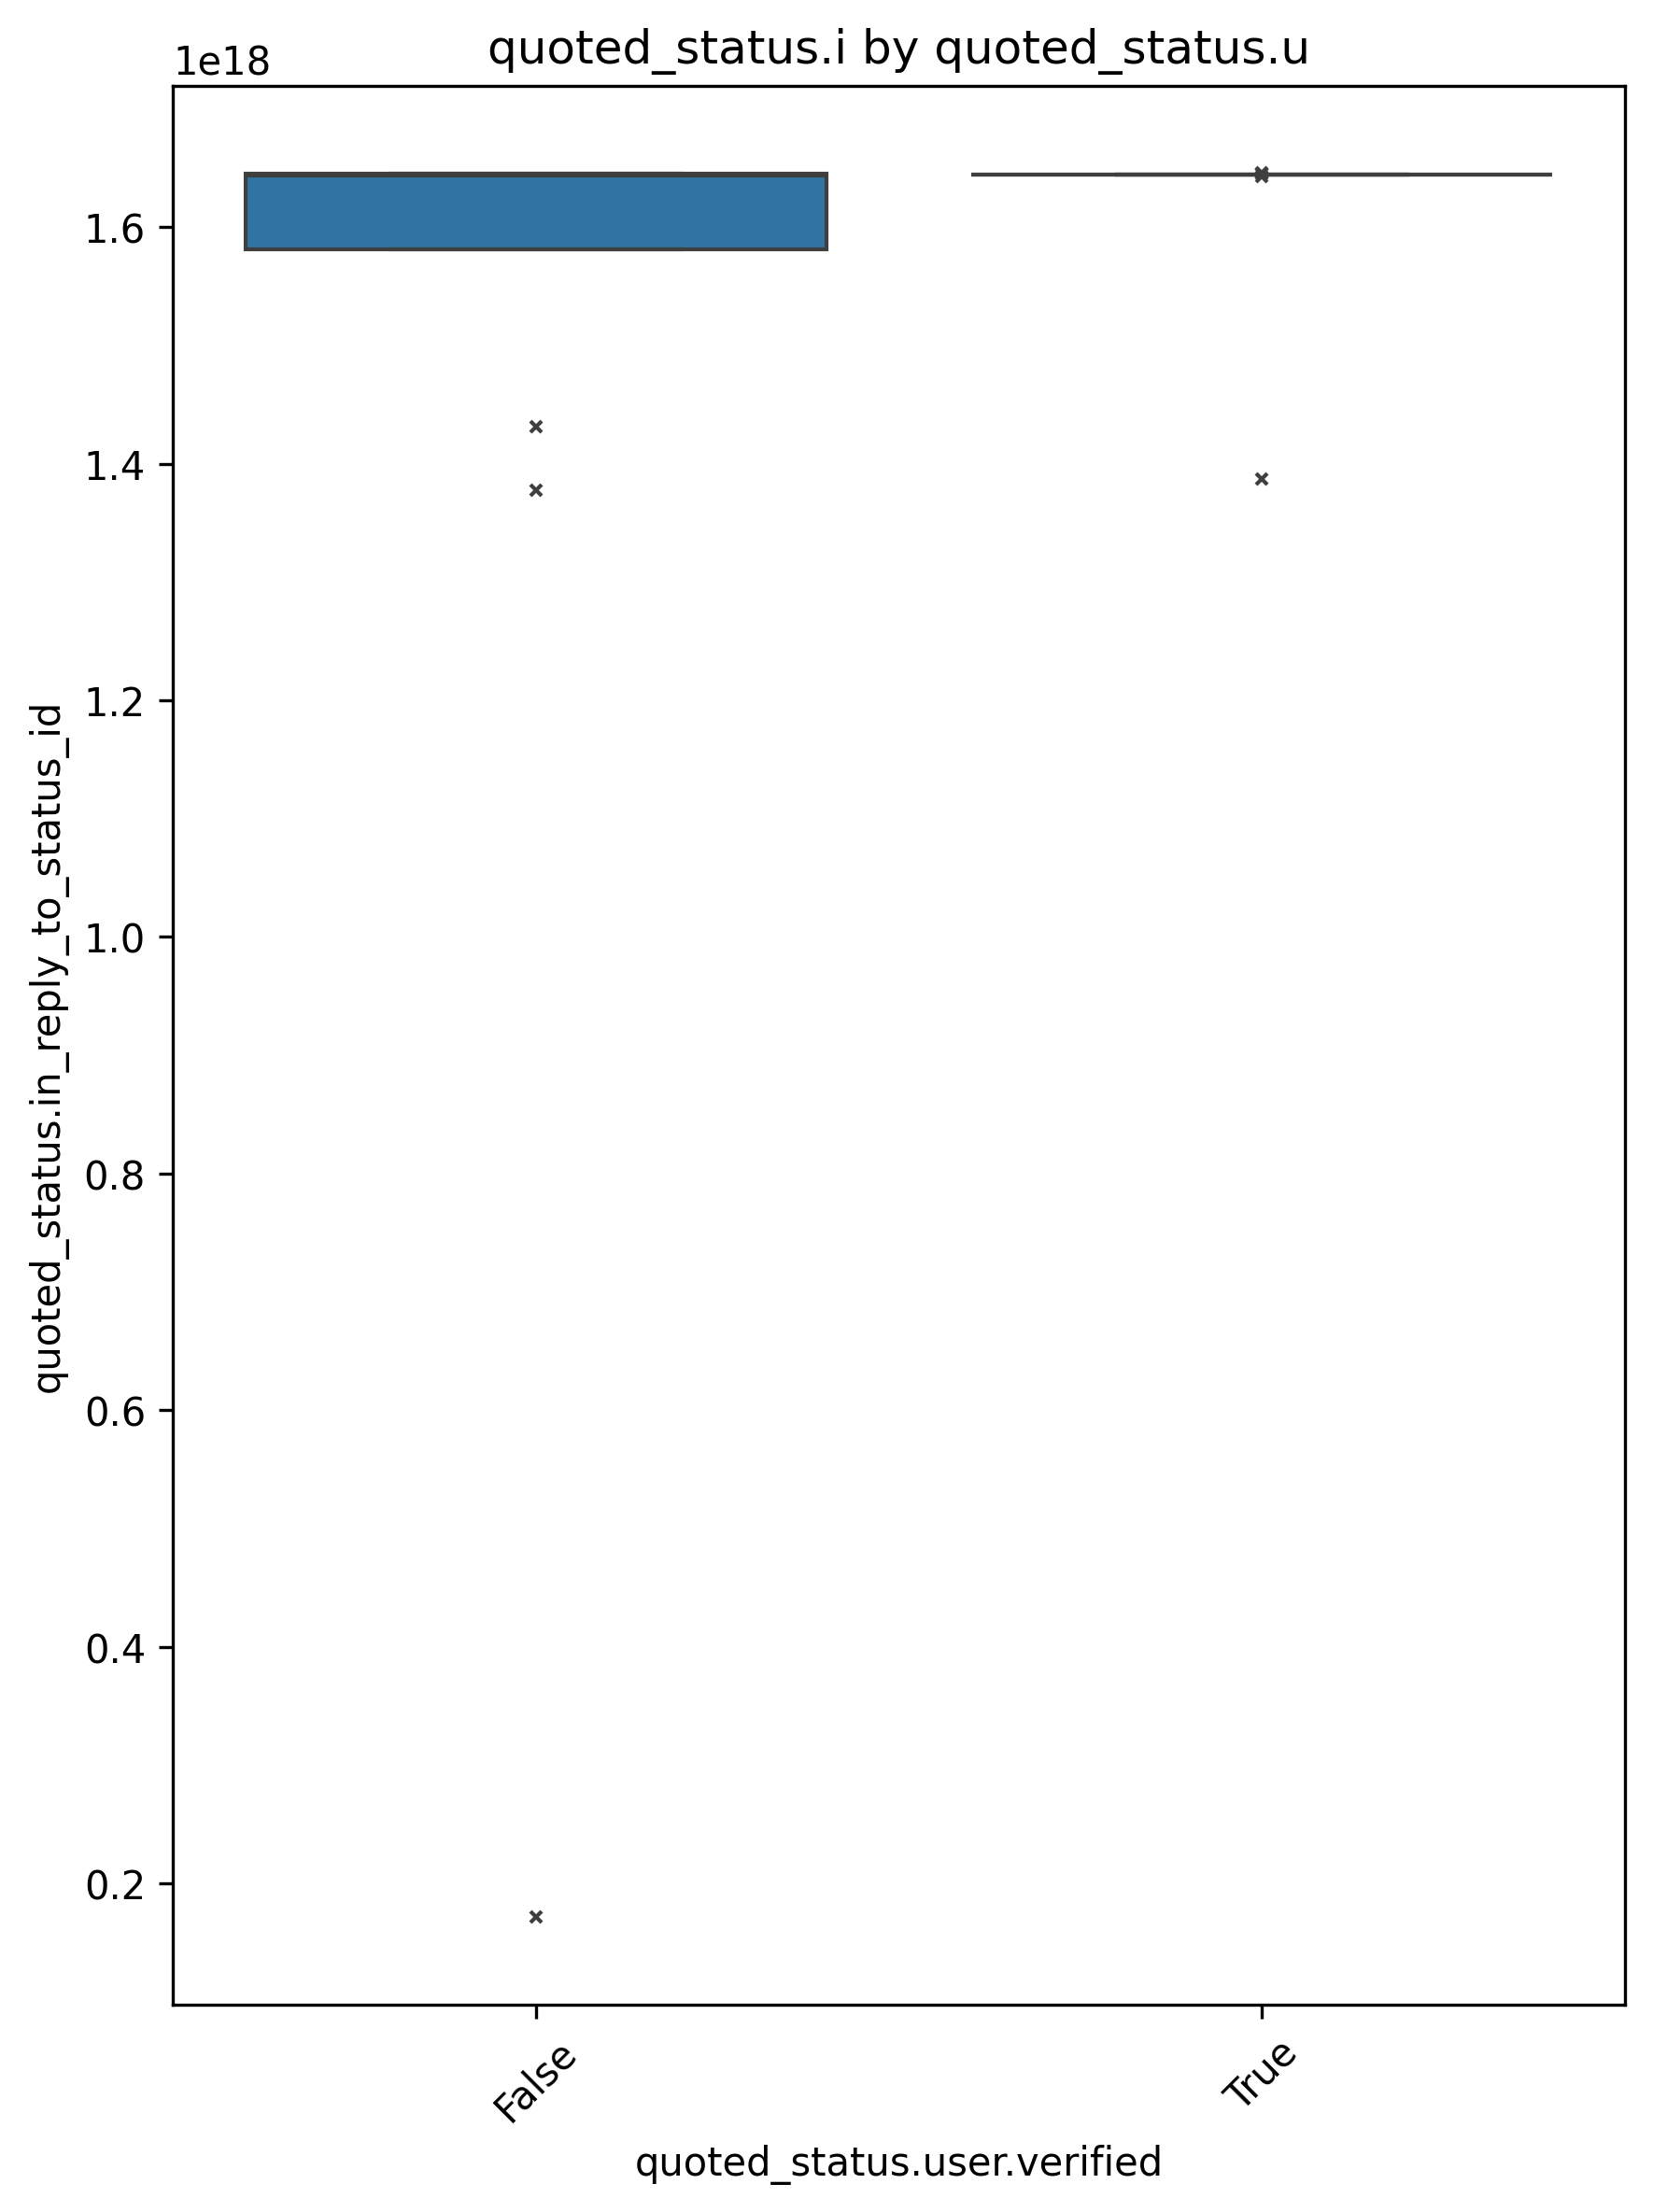 quoted_status.i by quoted_status.u
1e18
1.6
1.4
1.2
1.0
0.8
0.6
0.4
0.2
quoted_status.in_reply_to_status_id
False
True
quoted_status.user.verified